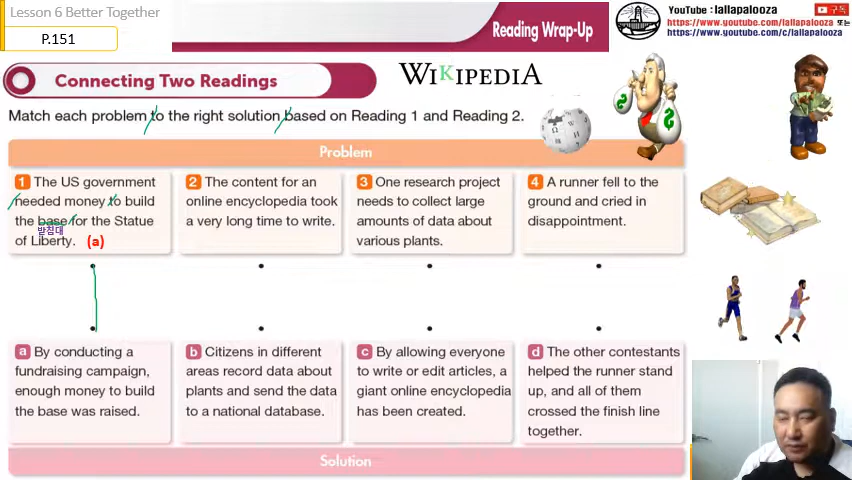 Lesson 6 Better Together
P.151
Reading Wrap-Up
YouTube : lallapalooza 구독
https://www.youtube.com/lallapalooza 또는
https://www.youtube.com/c/lallapalooza
Connecting Two Readings
WIKIPEDIA
Match each problem to the right solution based on Reading 1 and Reading 2.
Problem
1 The US government
needed money to build
the base for the Statue
받침대
of Liberty. (a)
2 The content for an
online encyclopedia took
a very long time to write.
3 One research project
needs to collect large
amounts of data about
various plants.
4 A runner fell to the
ground and cried in
disappointment.
a By conducting a
fundraising campaign,
enough money to build
the base was raised.
b Citizens in different
areas record data about
plants and send the data
to a national database.
c By allowing everyone
to write or edit articles, a
giant online encyclopedia
has been created.
d The other contestants
helped the runner stand
up, and all of them
crossed the finish line
together.
Solution